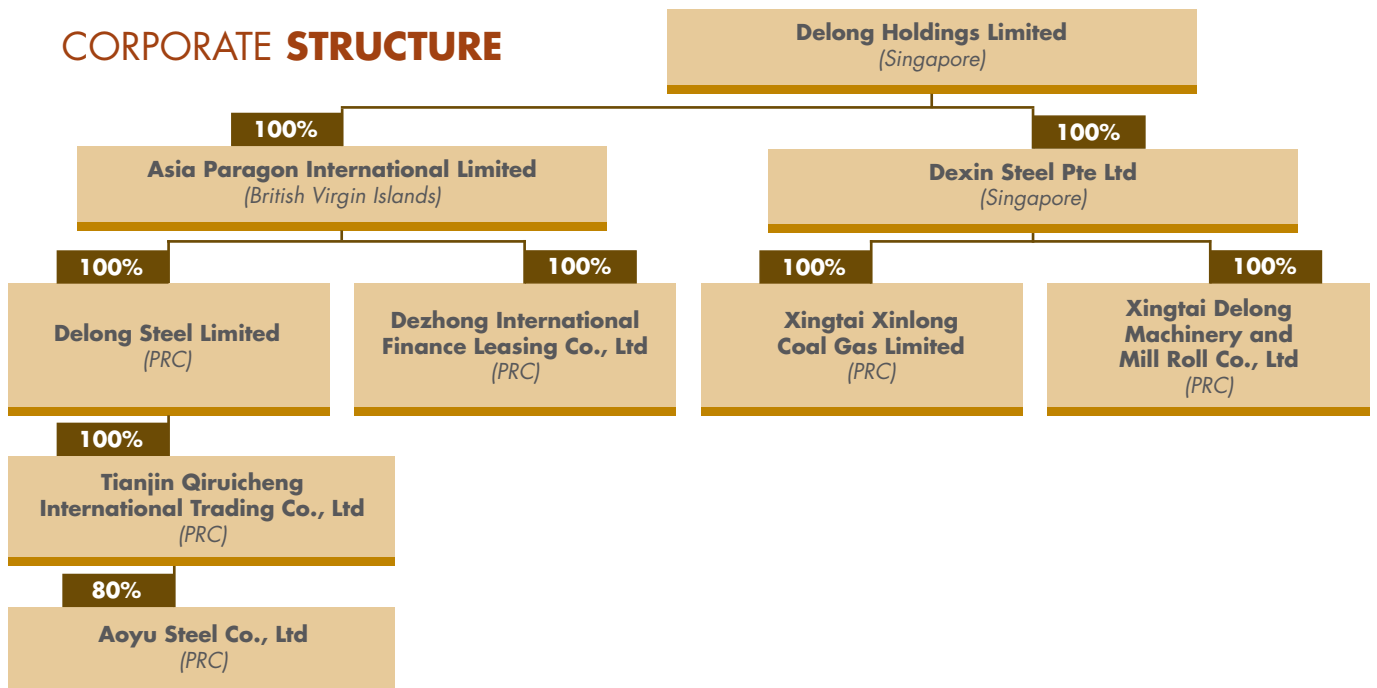 CORPORATE STRUCTURE
Delong Holdings Limited
(Singapore)
100%
100%
Asia Paragon International Limited
(British Virgin Islands)
Dexin Steel Pte Ltd
(Singapore)
100%
100%
100%
100%
Delong Steel Limited
(PRC)
Dezhong International
Finance Leasing Co., Ltd
(PRC)
Xingtai Xinlong
Coal Gas Limited
(PRC)
Xingtai Delong
Machinery and
Mill Roll Co., Ltd
(PRC)
100%
Tianjin Qiruicheng
International Trading Co., Ltd
(PRC)
80%
Aoyu Steel Co., Ltd
(PRC)